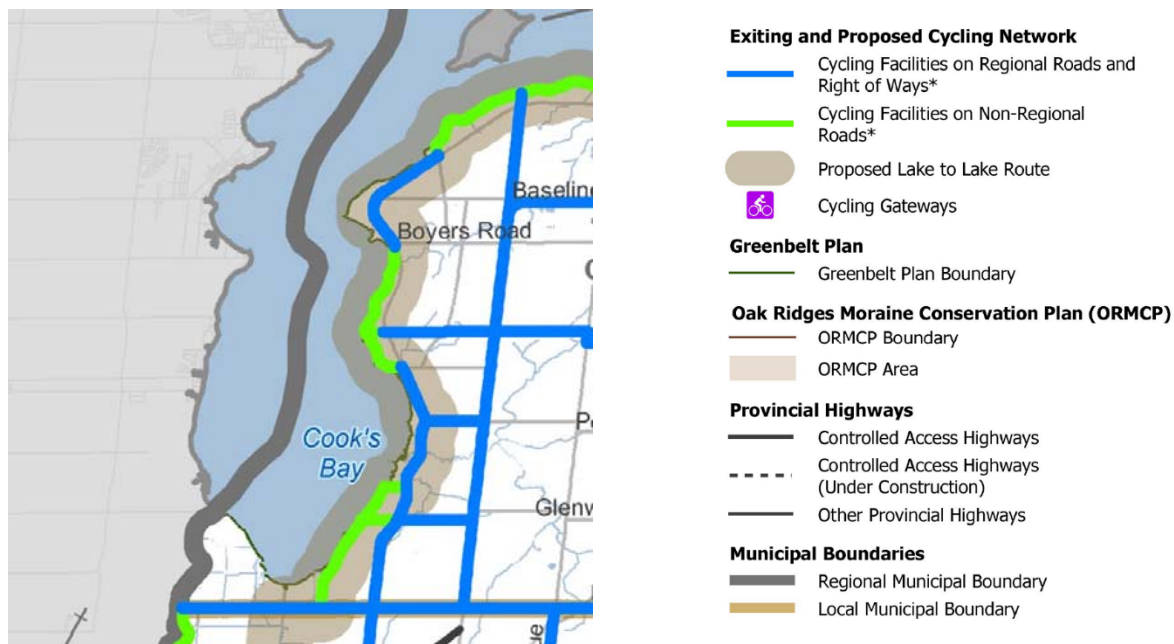 Baseline
Boyers Road
Cook's
Bay
Glenw
ue
Exiting and Proposed Cycling Network
Cycling Facilities on Regional Roads and
Right of Ways*
Cycling Facilities on Non-Regional
Roads*
Proposed Lake to Lake Route
Cycling Gateways
Greenbelt Plan
Greenbelt Plan Boundary
Oak Ridges Moraine Conservation Plan (ORMCP)
ORMCP Boundary
ORMCP Area
Provincial Highways
Controlled Access Highways
Controlled Access Highways
(Under Construction)
Other Provincial Highways
Municipal Boundaries
Regional Municipal Boundary
Local Municipal Boundary